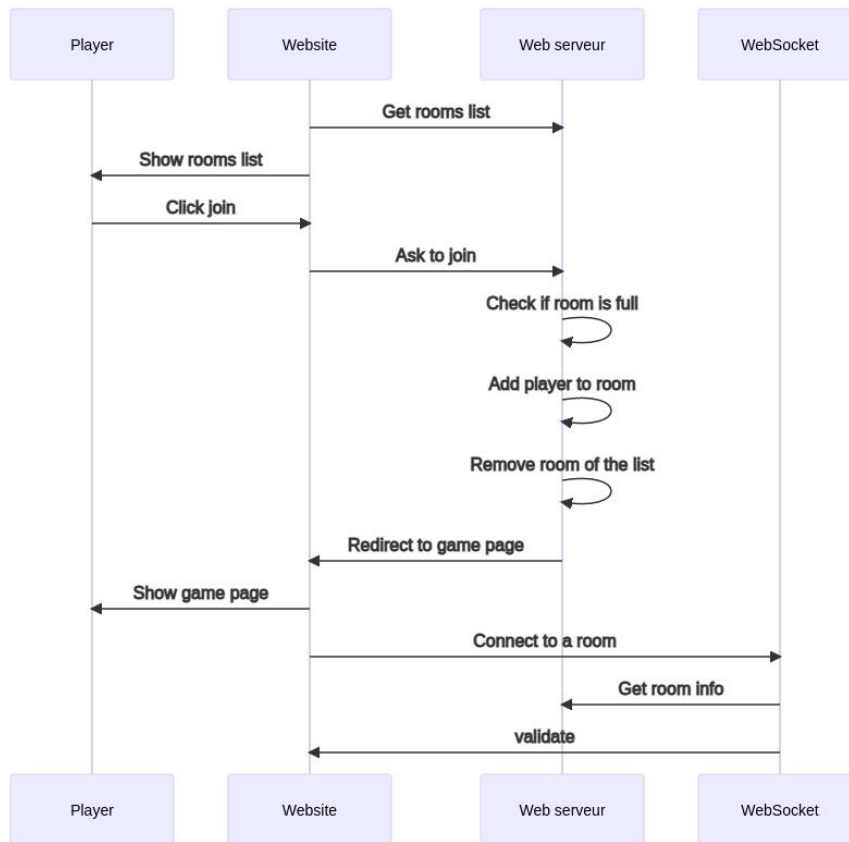 Player
Website
Web serveur
WebSocket
Get rooms list
Show rooms list
Click join
Ask to join
Check if room is full
Add player to room
Remove room of the list
Redirect to game page
Show game page
Connect to a room
Get room info
validate
Player
Website
Web serveur
WebSocket